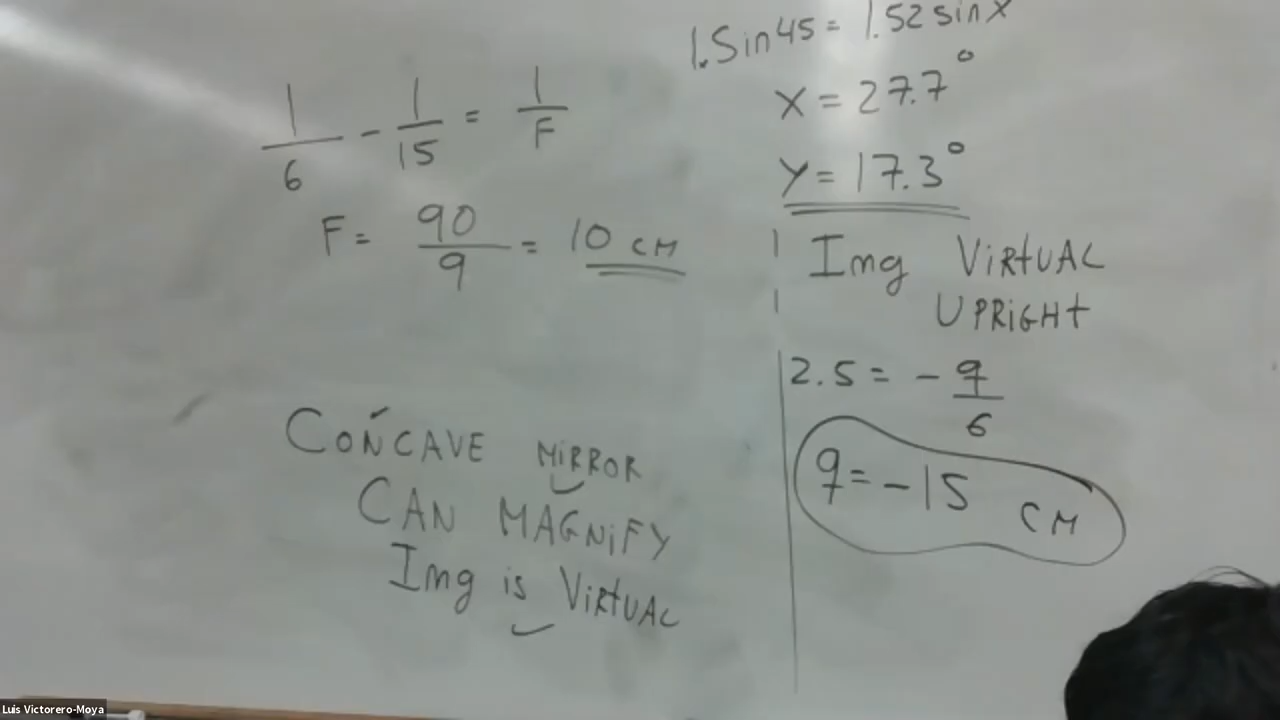 1/6 - 1/15 = 1/F
F = 90/9 = 10 CM
CONCAVE MIRROR
CAN MAGNIFY
Img is VIRTUAL
1.Sin45 = 1.52 sin X
X = 27.7°
Y = 17.3°
Img VIRTUAL
UPRIGHT
2.5 = - q/6
q = -15 CM
Luis Victorero-Moya